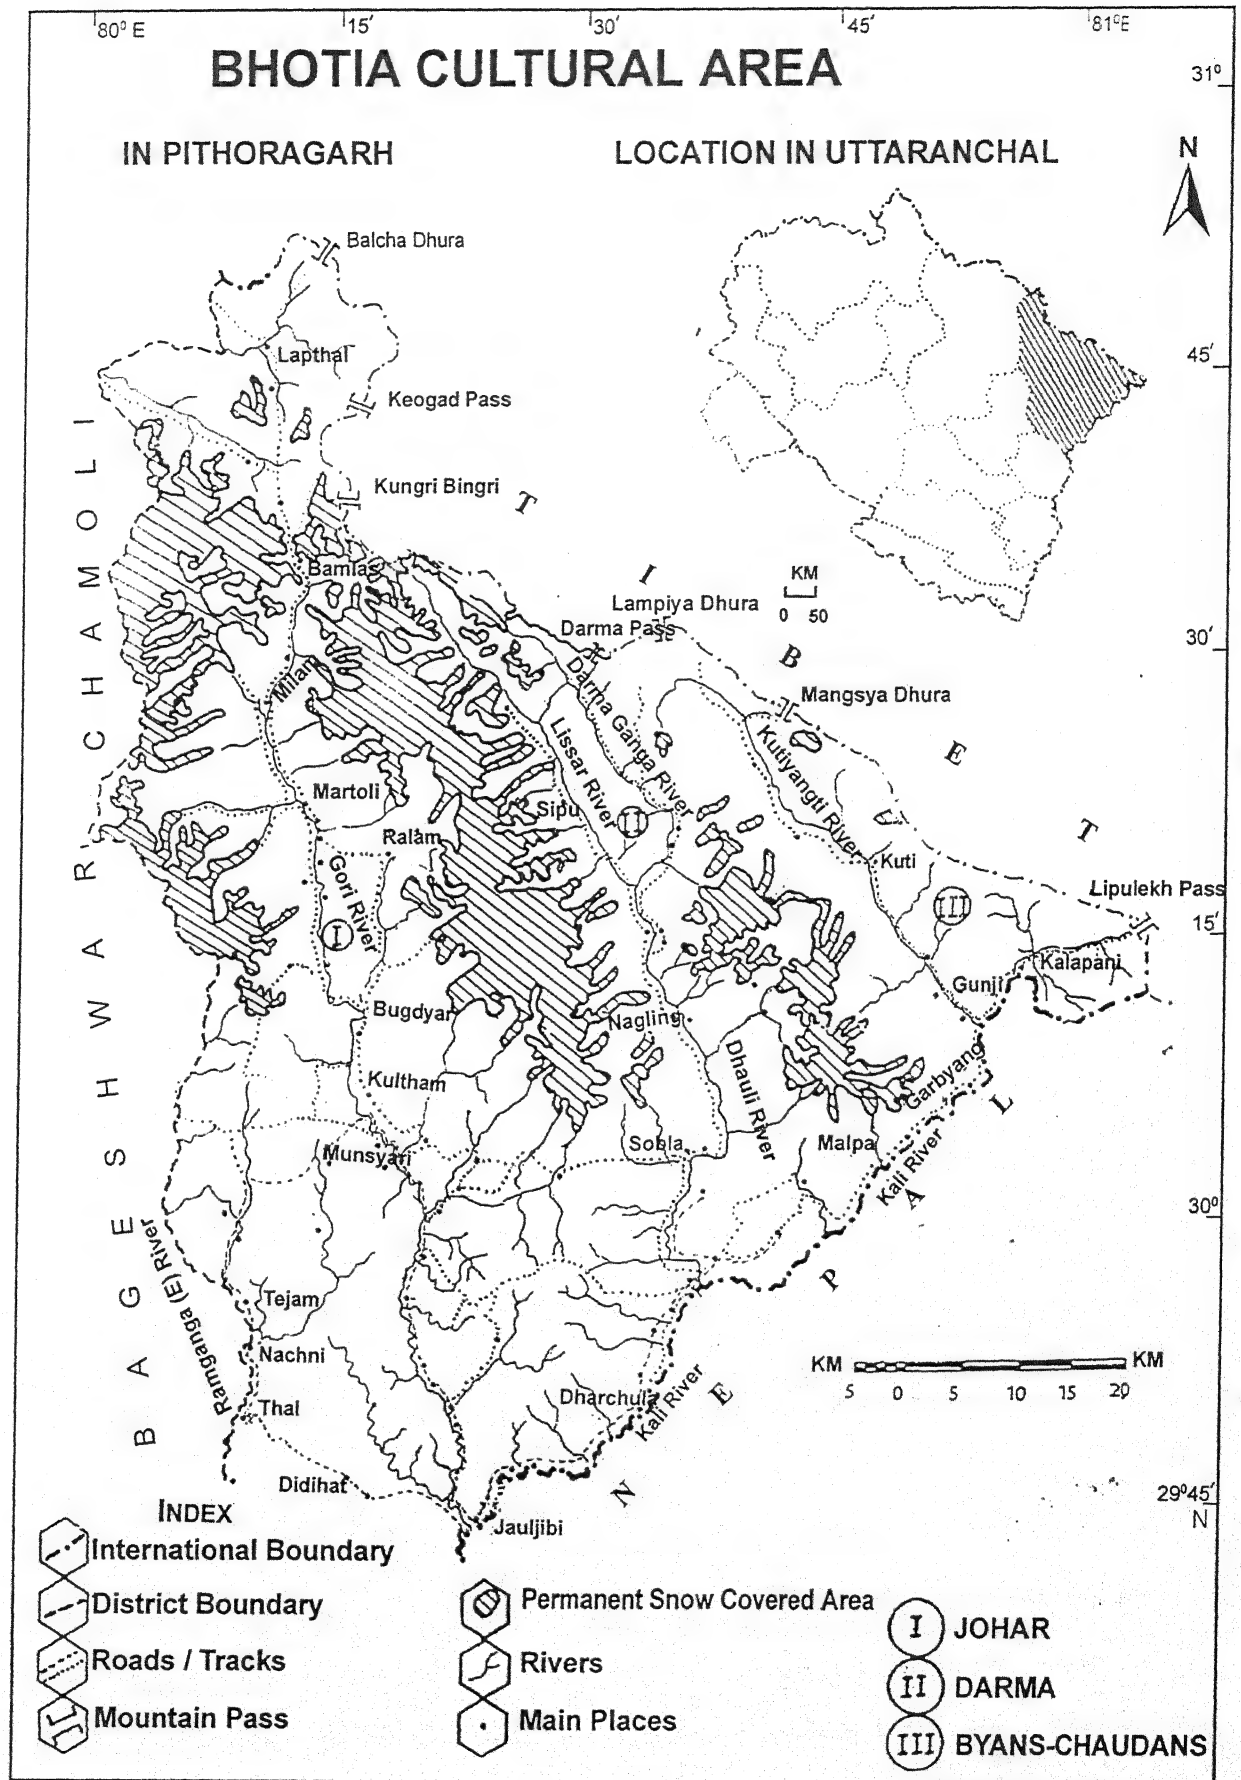 80° E
15′
30′
45′
81°E
BHOTIA CULTURAL AREA
31°
IN PITHORAGARH
LOCATION IN UTTARANCHAL
N
Balcha Dhura
Lapthal
45′
Keogad Pass
Kungri Bingri
CHAMOLI
TIBET
Bamlas
KM
0 50
Lampiya Dhura
Darma Pass
30′
Milam
Darma Ganga River
Mangsya Dhura
Lissar River
Kutiyangti River
Martoli
Sipu
II
Ralam
Kuti
Gori River
Lipulekh Pass
III
15′
I
Kalapani
Gunji
Bugdyar
Nagling
Dhauli River
Garbyang
Kultham
Sobla
Malpa
Munsyari
Kali River
BAGESHWAR
NEPAL
30°
Ramganga (E) River
Tejam
Nachni
KM
KM
5 0 5 10 15 20
Dharchula
Kali River
Thal
Didihat
29°45′
N
Jauljibi
INDEX
International Boundary
District Boundary
Roads / Tracks
Mountain Pass
Permanent Snow Covered Area
Rivers
Main Places
I JOHAR
II DARMA
III BYANS-CHAUDANS